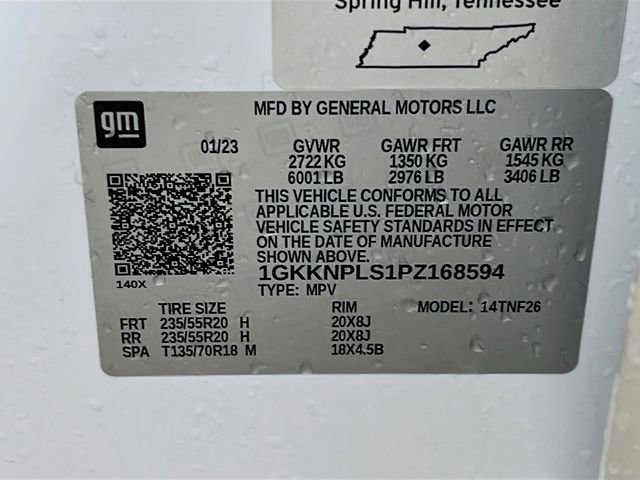 Spring Hill, Tennessee
gm
MFD BY GENERAL MOTORS LLC
01/23 GVWR GAWR FRT GAWR RR
2722 KG 1350 KG 1545 KG
6001 LB 2976 LB 3406 LB
THIS VEHICLE CONFORMS TO ALL
APPLICABLE U.S. FEDERAL MOTOR
VEHICLE SAFETY STANDARDS IN EFFECT
ON THE DATE OF MANUFACTURE
SHOWN ABOVE.
1GKKNPLS1PZ168594
140X TYPE: MPV
TIRE SIZE RIM MODEL: 14TNF26
FRT 235/55R20 H 20X8J
RR 235/55R20 H 20X8J
SPA T135/70R18 M 18X4.5B